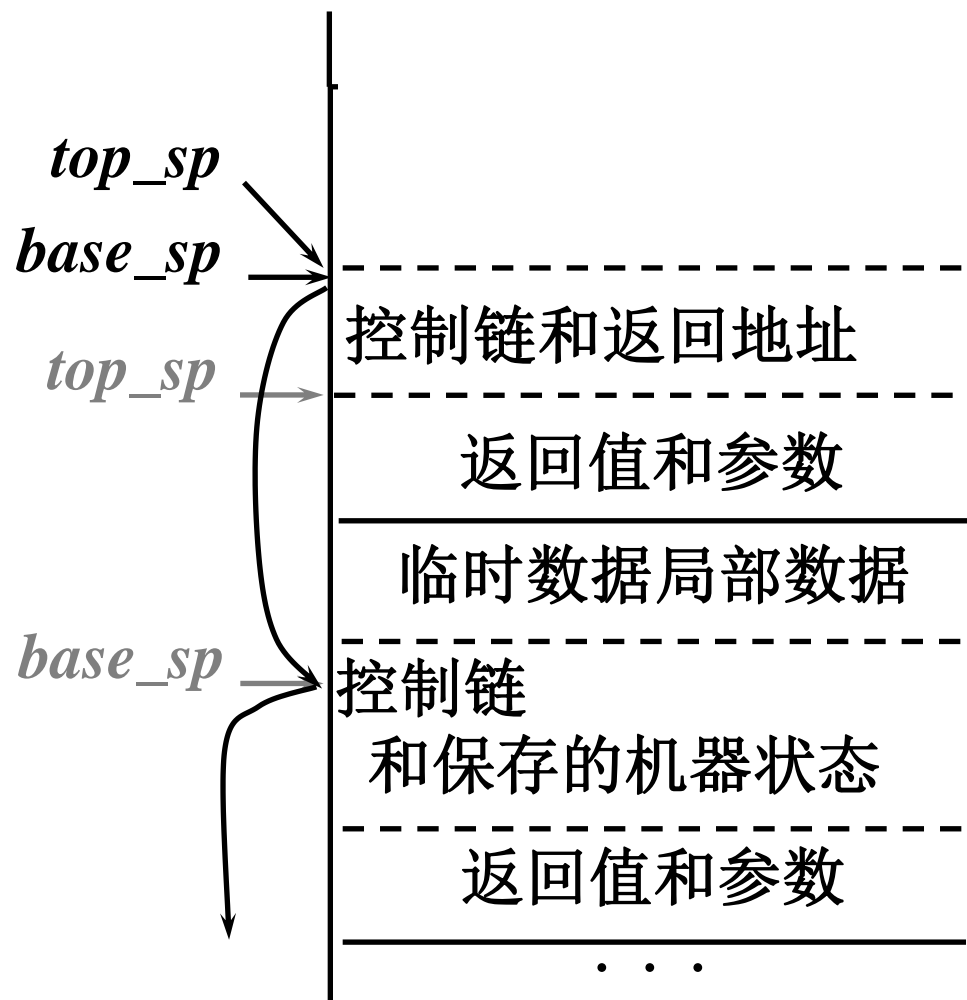 top_sp
base_sp
控制链和返回地址
top_sp
返回值和参数
临时数据局部数据
base_sp
控制链
和保存的机器状态
返回值和参数
. . .